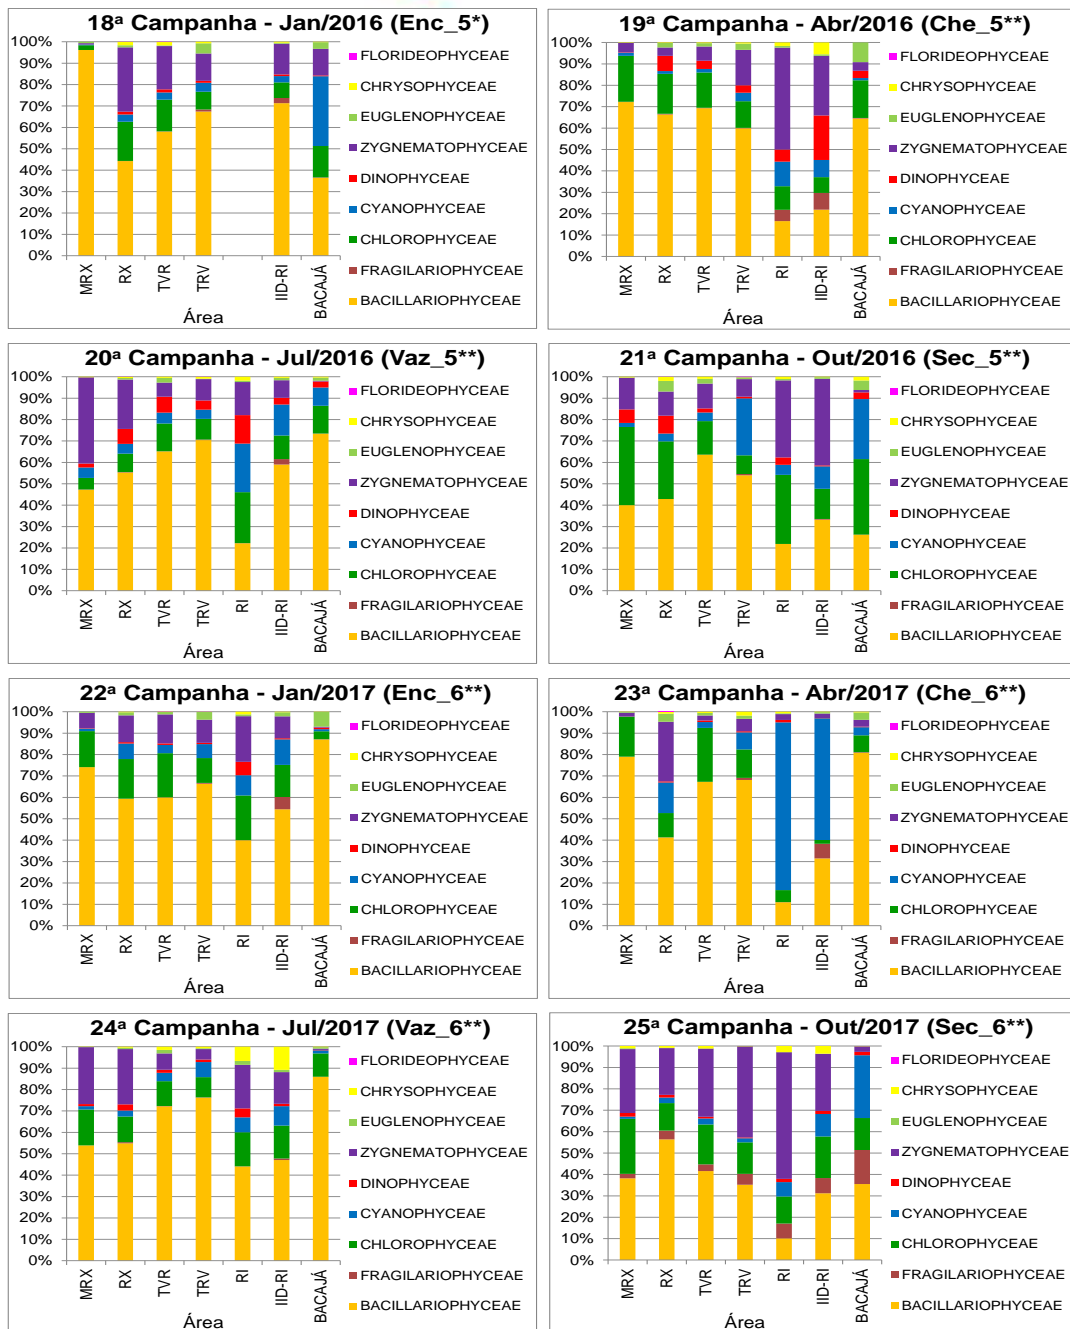 18ª Campanha - Jan/2016 (Enc_5*)
100%
90%
80%
70%
60%
50%
40%
30%
20%
10%
0%
MRX
RX
TVR
TRV
IID-RI
BACAJÁ
Área
FLORIDEOPHYCEAE
CHRYSOPHYCEAE
EUGLENOPHYCEAE
ZYGNEMATOPHYCEAE
DINOPHYCEAE
CYANOPHYCEAE
CHLOROPHYCEAE
FRAGILARIOPHYCEAE
BACILLARIOPHYCEAE
19ª Campanha - Abr/2016 (Che_5**)
100%
90%
80%
70%
60%
50%
40%
30%
20%
10%
0%
MRX
RX
TVR
TRV
RI
IID-RI
BACAJÁ
Área
FLORIDEOPHYCEAE
CHRYSOPHYCEAE
EUGLENOPHYCEAE
ZYGNEMATOPHYCEAE
DINOPHYCEAE
CYANOPHYCEAE
CHLOROPHYCEAE
FRAGILARIOPHYCEAE
BACILLARIOPHYCEAE
20ª Campanha - Jul/2016 (Vaz_5**)
100%
90%
80%
70%
60%
50%
40%
30%
20%
10%
0%
MRX
RX
TVR
TRV
RI
IID-RI
BACAJÁ
Área
FLORIDEOPHYCEAE
CHRYSOPHYCEAE
EUGLENOPHYCEAE
ZYGNEMATOPHYCEAE
DINOPHYCEAE
CYANOPHYCEAE
CHLOROPHYCEAE
FRAGILARIOPHYCEAE
BACILLARIOPHYCEAE
21ª Campanha - Out/2016 (Sec_5**)
100%
90%
80%
70%
60%
50%
40%
30%
20%
10%
0%
MRX
RX
TVR
TRV
RI
IID-RI
BACAJÁ
Área
FLORIDEOPHYCEAE
CHRYSOPHYCEAE
EUGLENOPHYCEAE
ZYGNEMATOPHYCEAE
DINOPHYCEAE
CYANOPHYCEAE
CHLOROPHYCEAE
FRAGILARIOPHYCEAE
BACILLARIOPHYCEAE
22ª Campanha - Jan/2017 (Enc_6**)
100%
90%
80%
70%
60%
50%
40%
30%
20%
10%
0%
MRX
RX
TVR
TRV
RI
IID-RI
BACAJÁ
Área
FLORIDEOPHYCEAE
CHRYSOPHYCEAE
EUGLENOPHYCEAE
ZYGNEMATOPHYCEAE
DINOPHYCEAE
CYANOPHYCEAE
CHLOROPHYCEAE
FRAGILARIOPHYCEAE
BACILLARIOPHYCEAE
23ª Campanha - Abr/2017 (Che_6**)
100%
90%
80%
70%
60%
50%
40%
30%
20%
10%
0%
MRX
RX
TVR
TRV
RI
IID-RI
BACAJÁ
Área
FLORIDEOPHYCEAE
CHRYSOPHYCEAE
EUGLENOPHYCEAE
ZYGNEMATOPHYCEAE
DINOPHYCEAE
CYANOPHYCEAE
CHLOROPHYCEAE
FRAGILARIOPHYCEAE
BACILLARIOPHYCEAE
24ª Campanha - Jul/2017 (Vaz_6**)
100%
90%
80%
70%
60%
50%
40%
30%
20%
10%
0%
MRX
RX
TVR
TRV
RI
IID-RI
BACAJÁ
Área
FLORIDEOPHYCEAE
CHRYSOPHYCEAE
EUGLENOPHYCEAE
ZYGNEMATOPHYCEAE
DINOPHYCEAE
CYANOPHYCEAE
CHLOROPHYCEAE
FRAGILARIOPHYCEAE
BACILLARIOPHYCEAE
25ª Campanha - Out/2017 (Sec_6**)
100%
90%
80%
70%
60%
50%
40%
30%
20%
10%
0%
MRX
RX
TVR
TRV
RI
IID-RI
BACAJÁ
Área
FLORIDEOPHYCEAE
CHRYSOPHYCEAE
EUGLENOPHYCEAE
ZYGNEMATOPHYCEAE
DINOPHYCEAE
CYANOPHYCEAE
CHLOROPHYCEAE
FRAGILARIOPHYCEAE
BACILLARIOPHYCEAE